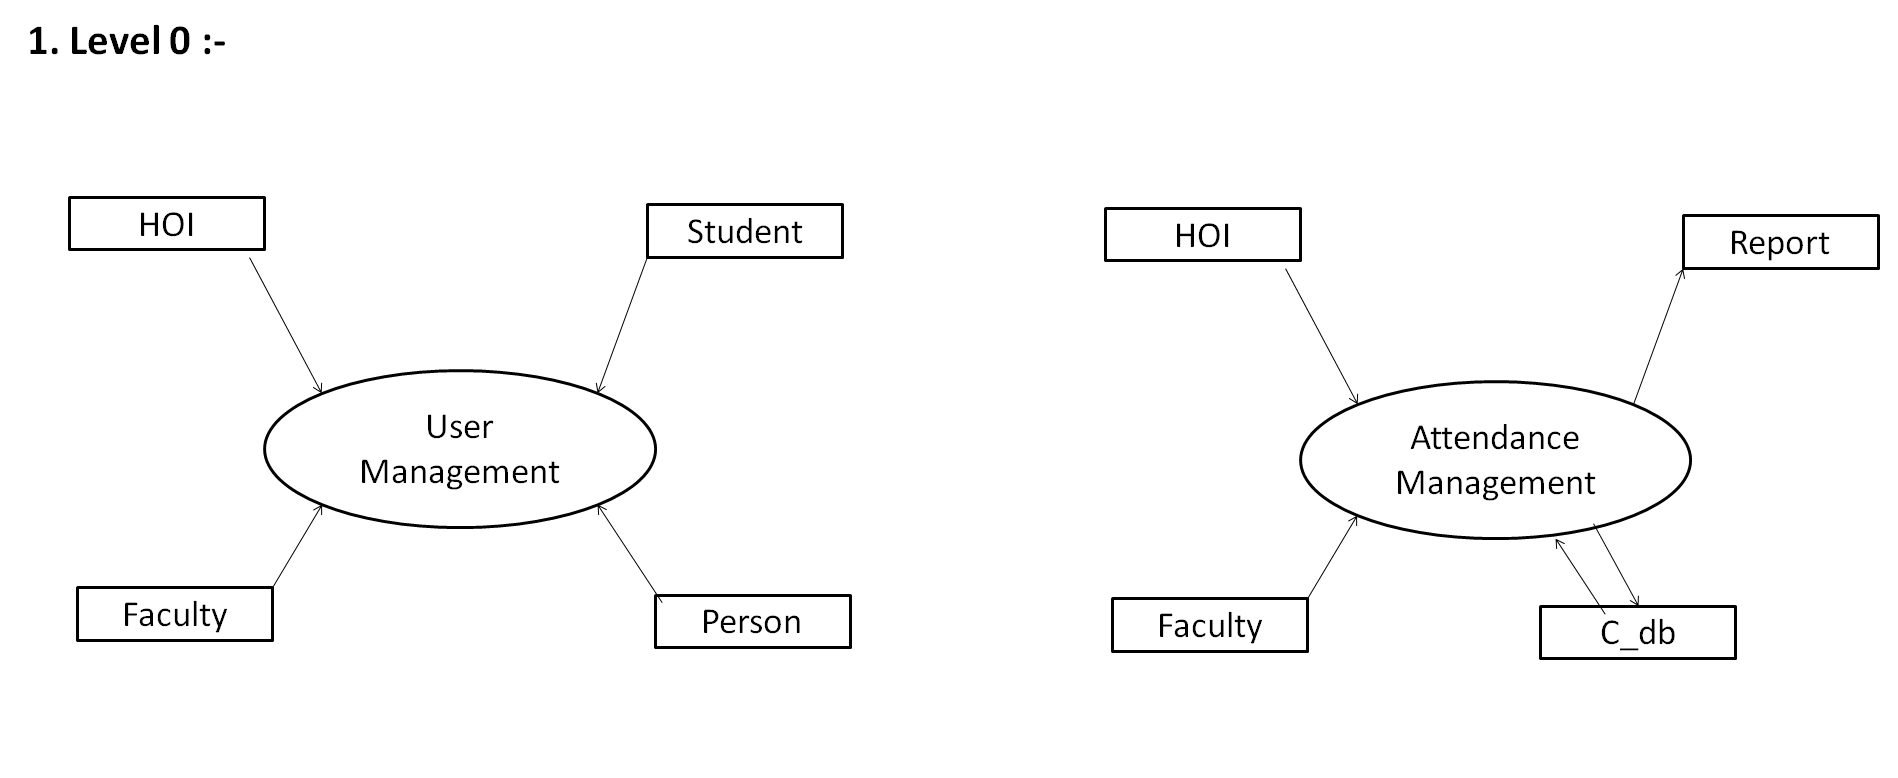 1. Level 0 :-
HOI
Student
User
Management
Faculty
Person
HOI
Report
Attendance
Management
Faculty
C_db